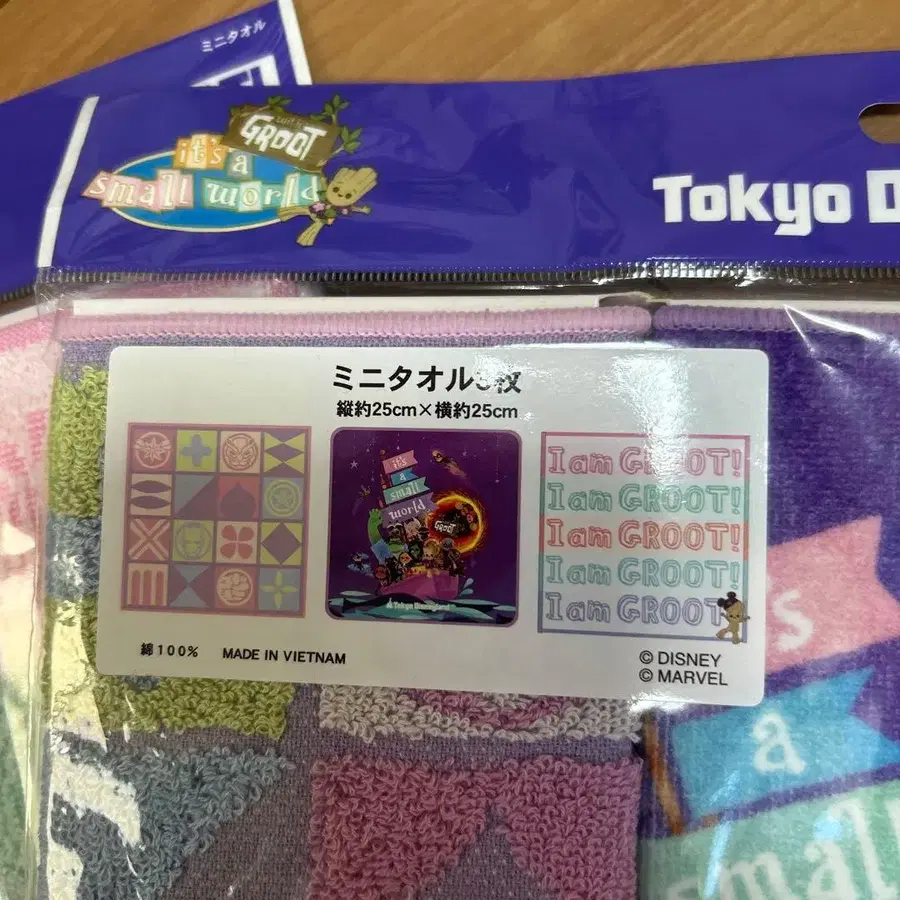 ミニタオル
GROOT
it's a
small world
Tokyo D
ミニタオル3枚
縦約25cm×横約25cm
it's
a
small
world
GROOT
Tokyo Disneyland
I am GROOT!
I am GROOT!
I am GROOT!
I am GROOT!
I am GROOT
綿100% MADE IN VIETNAM
© DISNEY
© MARVEL
s
a
small